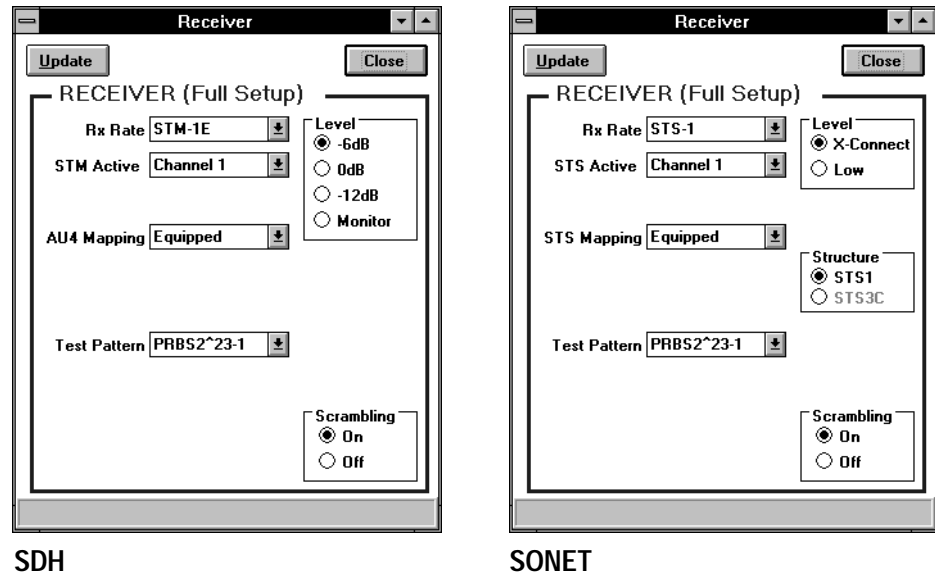 Receiver
Update
Close
RECEIVER (Full Setup)
Rx Rate STM-1E
STM Active Channel 1
AU4 Mapping Equipped
Test Pattern PRBS2^23-1
Level
-6dB
0dB
-12dB
Monitor
Scrambling
On
Off
SDH
Receiver
Update
Close
RECEIVER (Full Setup)
Rx Rate STS-1
STS Active Channel 1
STS Mapping Equipped
Test Pattern PRBS2^23-1
Level
X-Connect
Low
Structure
STS1
STS3C
Scrambling
On
Off
SONET